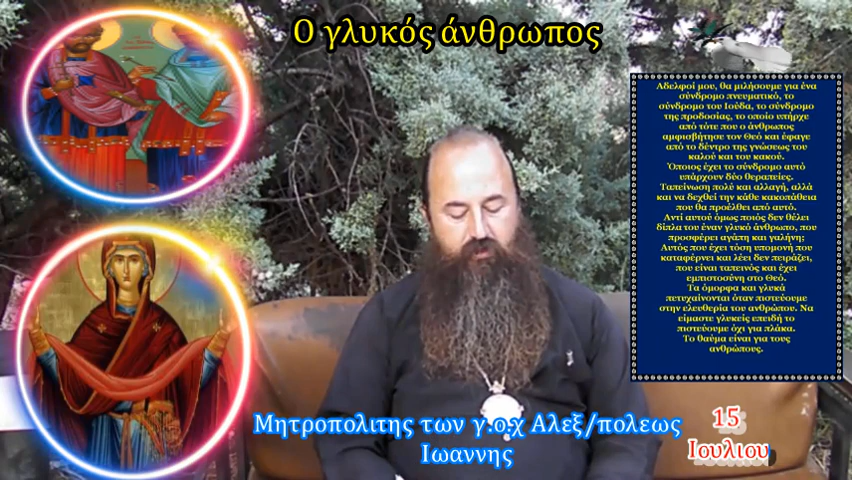 Ο γλυκός άνθρωπος
Αδελφοί μου, θα μιλήσουμε για ένα
σύνδρομο πνευματικό, το
σύνδρομο του Ιούδα, το σύνδρομο
της προδοσίας, το οποίο υπήρχε
από τότε που ο άνθρωπος
αμφισβήτησε τον Θεό και έφαγε
από το δέντρο της γνώσεως του
καλού και του κακού.
Όποιος έχει το σύνδρομο αυτό
υπάρχουν δύο θεραπείες.
Ταπείνωση πολύ και αλλαγή, αλλά
και να δεχθεί την κάθε κακοπάθεια
που θα προέλθει από αυτό.
Αντί αυτού όμως ποιός δεν θέλει
δίπλα του έναν γλυκό άνθρωπο, που
προσφέρει αγάπη και γαλήνη;
Αυτός που έχει τόση υπομονή που
καταφέρνει και λέει δεν πειράζει,
που είναι ταπεινός και έχει
εμπιστοσύνη στο Θεό.
Τα όμορφα και γλυκά
πετυχαίνονται όταν πιστεύουμε
στην ελευθερία του ανθρώπου. Να
είμαστε γλυκείς επειδή το
πιστεύουμε όχι για πλάκα.
Το θαύμα είναι για τους
ανθρώπους.
Μητροπολιτης των γ.ο.χ Αλεξ/πολεως
Ιωαννης
15
Ιουλιου